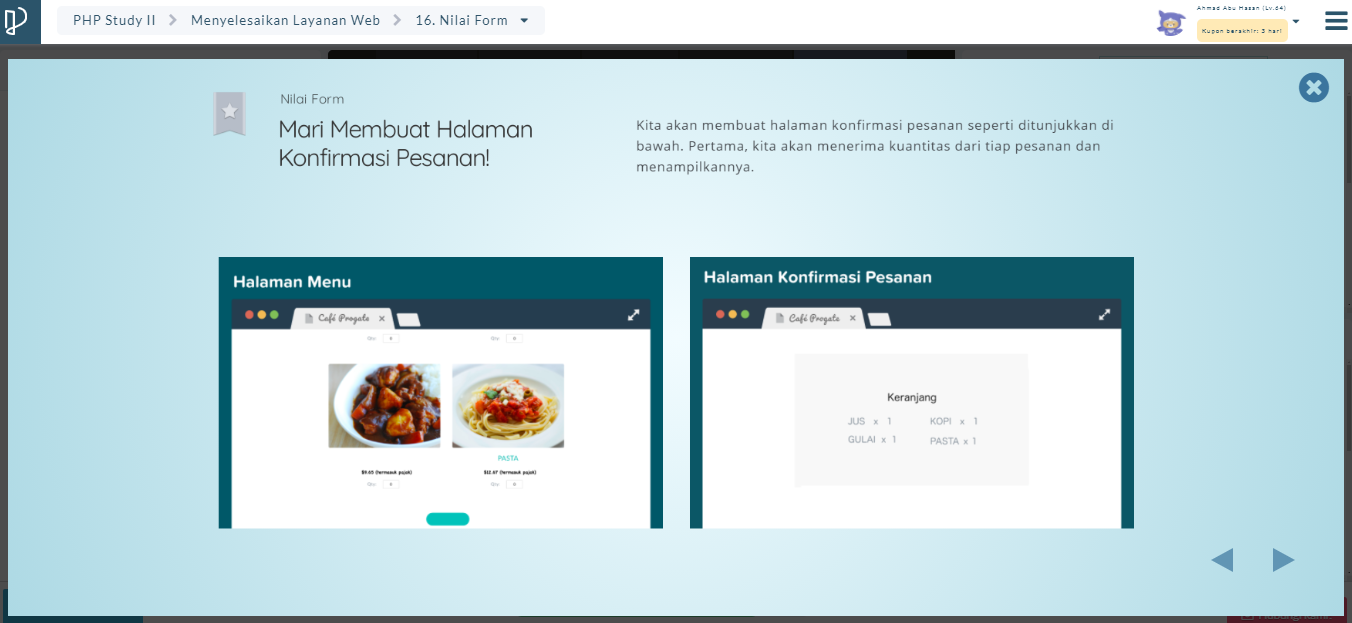 PHP Study II
Menyelesaikan Layanan Web
16. Nilai Form
Ahmad Abu Hasan (Lv.64)
Kupon berakhir: 3 hari
Nilai Form
Mari Membuat Halaman
Konfirmasi Pesanan!
Kita akan membuat halaman konfirmasi pesanan seperti ditunjukkan di
bawah. Pertama, kita akan menerima kuantitas dari tiap pesanan dan
menampilkannya.
Halaman Menu
Café Progate
Qty: 0
Qty: 0
PASTA
$9.65 (termasuk pajak)
$12.67 (termasuk pajak)
Qty: 0
Qty: 0
Halaman Konfirmasi Pesanan
Café Progate
Keranjang
JUS x 1
KOPI x 1
GULAI x 1
PASTA x 1